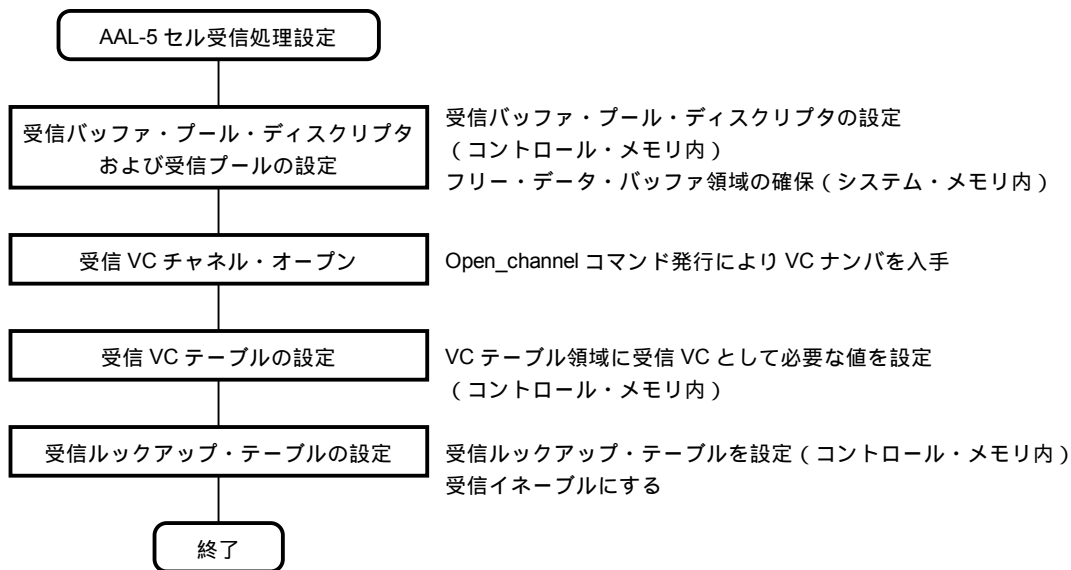 AAL-5 セル受信処理設定
受信バッファ・プール・ディスクリプタ
および受信プールの設定
受信バッファ・プール・ディスクリプタの設定
（コントロール・メモリ内）
フリー・データ・バッファ領域の確保（システム・メモリ内）
受信 VC チャネル・オープン
Open_channel コマンド発行により VC ナンバを入手
受信 VC テーブルの設定
VC テーブル領域に受信 VC として必要な値を設定
（コントロール・メモリ内）
受信ルックアップ・テーブルの設定
受信ルックアップ・テーブルを設定（コントロール・メモリ内）
受信イネーブルにする
終了